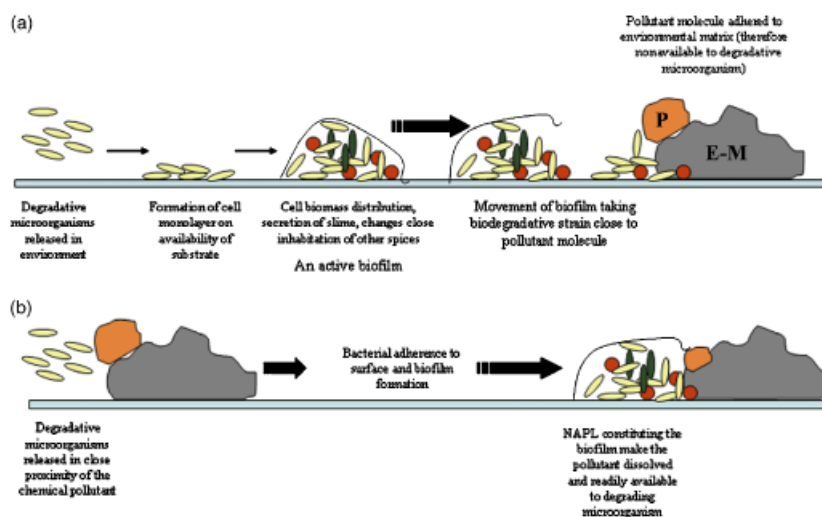 (a)
Pollutant molecule adhered to
environmental matrix (therefore
nonavailable to degradative
microorganism)
P
E-M
Degradative
microorganisms
released in
environment
Formation of cell
monolayer on
availability of
substrate
Cell biomass distribution,
secretion of slime, changes close
inhabitation of other spices
An active biofilm
Movement of biofilm taking
biodegradative strain close to
pollutant molecule
(b)
Bacterial adherence to
surface and biofilm
formation
Degradative
microorganisms
released in close
proximity of the
chemical pollutant
NAPL constituting the
biofilm make the
pollutant dissolved
and readily available
to degrading
microorganism